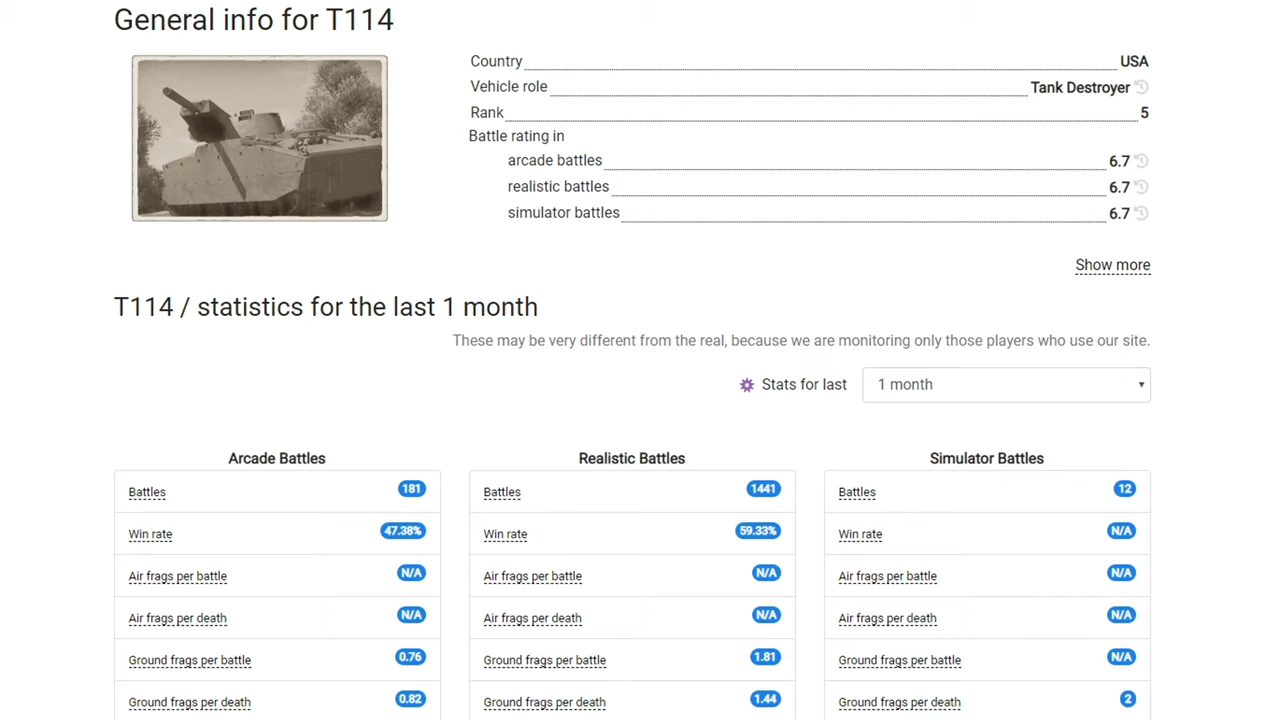 General info for T114
Country USA
Vehicle role Tank Destroyer
Rank 5
Battle rating in
arcade battles 6.7
realistic battles 6.7
simulator battles 6.7
Show more
T114 / statistics for the last 1 month
These may be very different from the real, because we are monitoring only those players who use our site.
Stats for last 1 month
Arcade Battles Realistic Battles Simulator Battles
Battles 181 Battles 1441 Battles 12
Win rate 47.38% Win rate 59.33% Win rate N/A
Air frags per battle N/A Air frags per battle N/A Air frags per battle N/A
Air frags per death N/A Air frags per death N/A Air frags per death N/A
Ground frags per battle 0.76 Ground frags per battle 1.81 Ground frags per battle N/A
Ground frags per death 0.82 Ground frags per death 1.44 Ground frags per death 2